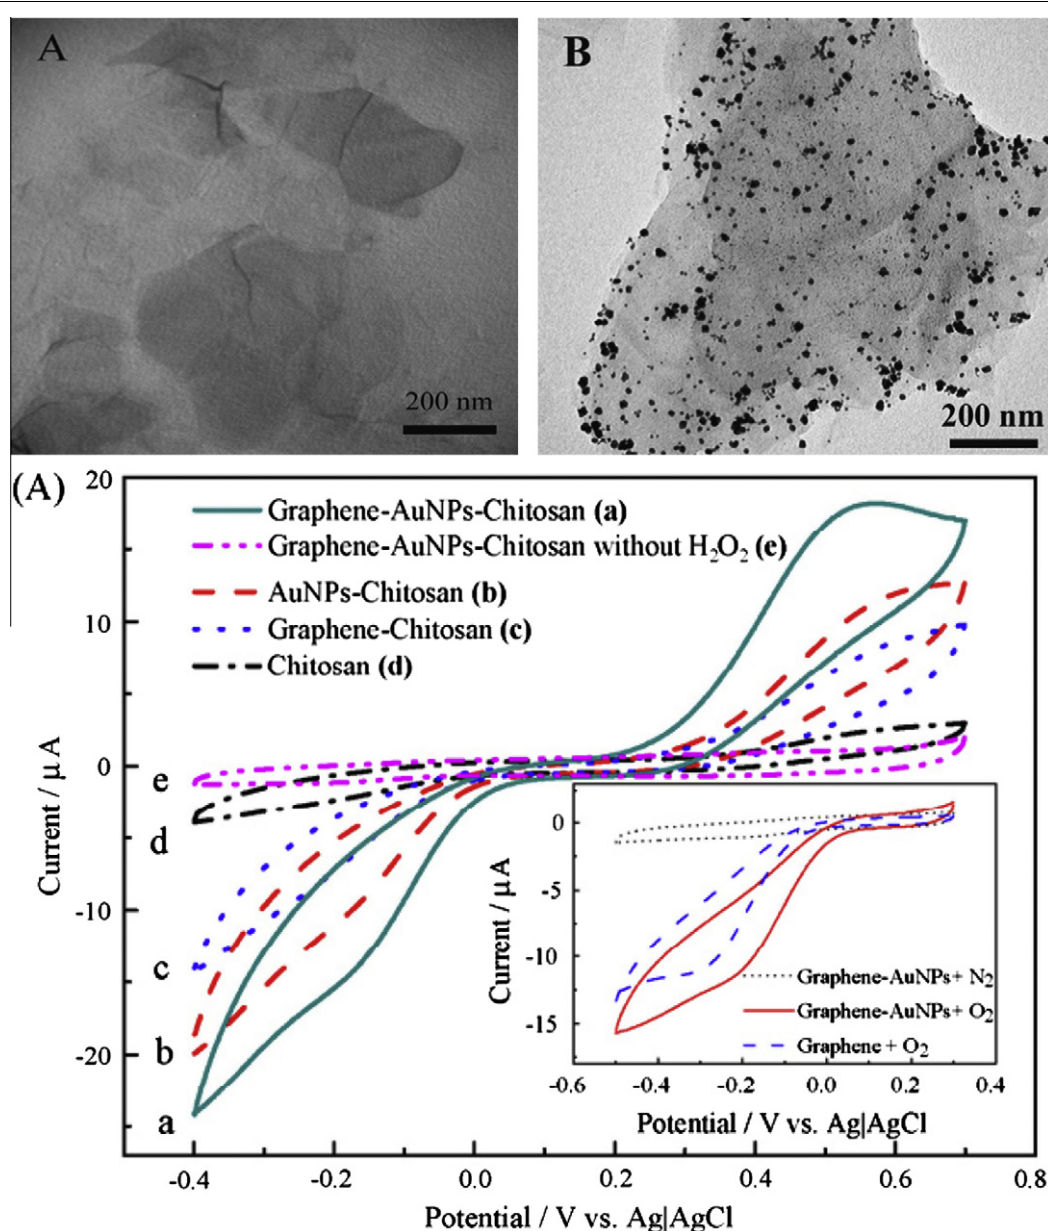 A
200 nm
B
200 nm
(A)
20
10
0
-10
-20
Current / μA
Graphene-AuNPs-Chitosan (a)
Graphene-AuNPs-Chitosan without H₂O₂ (e)
AuNPs-Chitosan (b)
Graphene-Chitosan (c)
Chitosan (d)
e
d
c
b
a
0
-5
-10
-15
Current / μA
Graphene-AuNPs+ N₂
Graphene-AuNPs + O₂
Graphene + O₂
-0.6 -0.4 -0.2 0.0 0.2 0.4
Potential / V vs. Ag|AgCl
-0.4 -0.2 0.0 0.2 0.4 0.6 0.8
Potential / V vs. Ag|AgCl